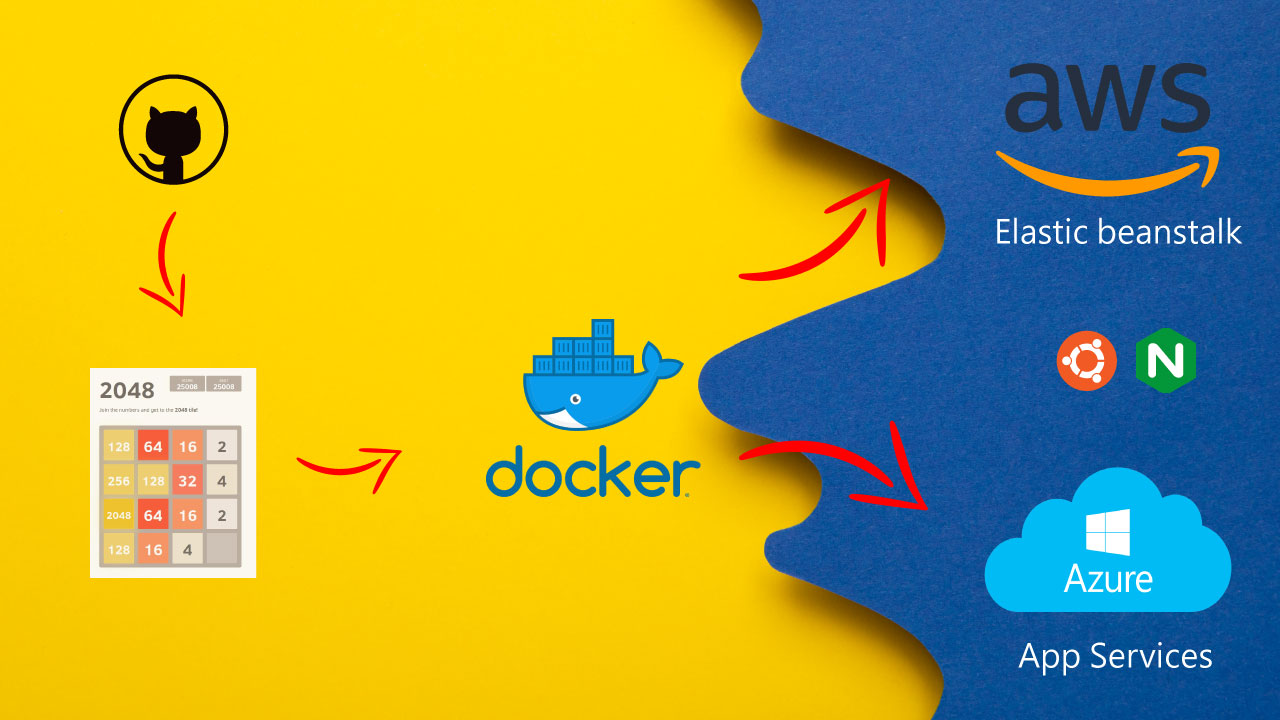 aws
Elastic beanstalk
2048
SCORE
25008
BEST
25008
Join the numbers and get to the 2048 tile!
128 64 16 2
256 128 32 4
2048 64 16 2
128 16 4
docker
N
Azure
App Services